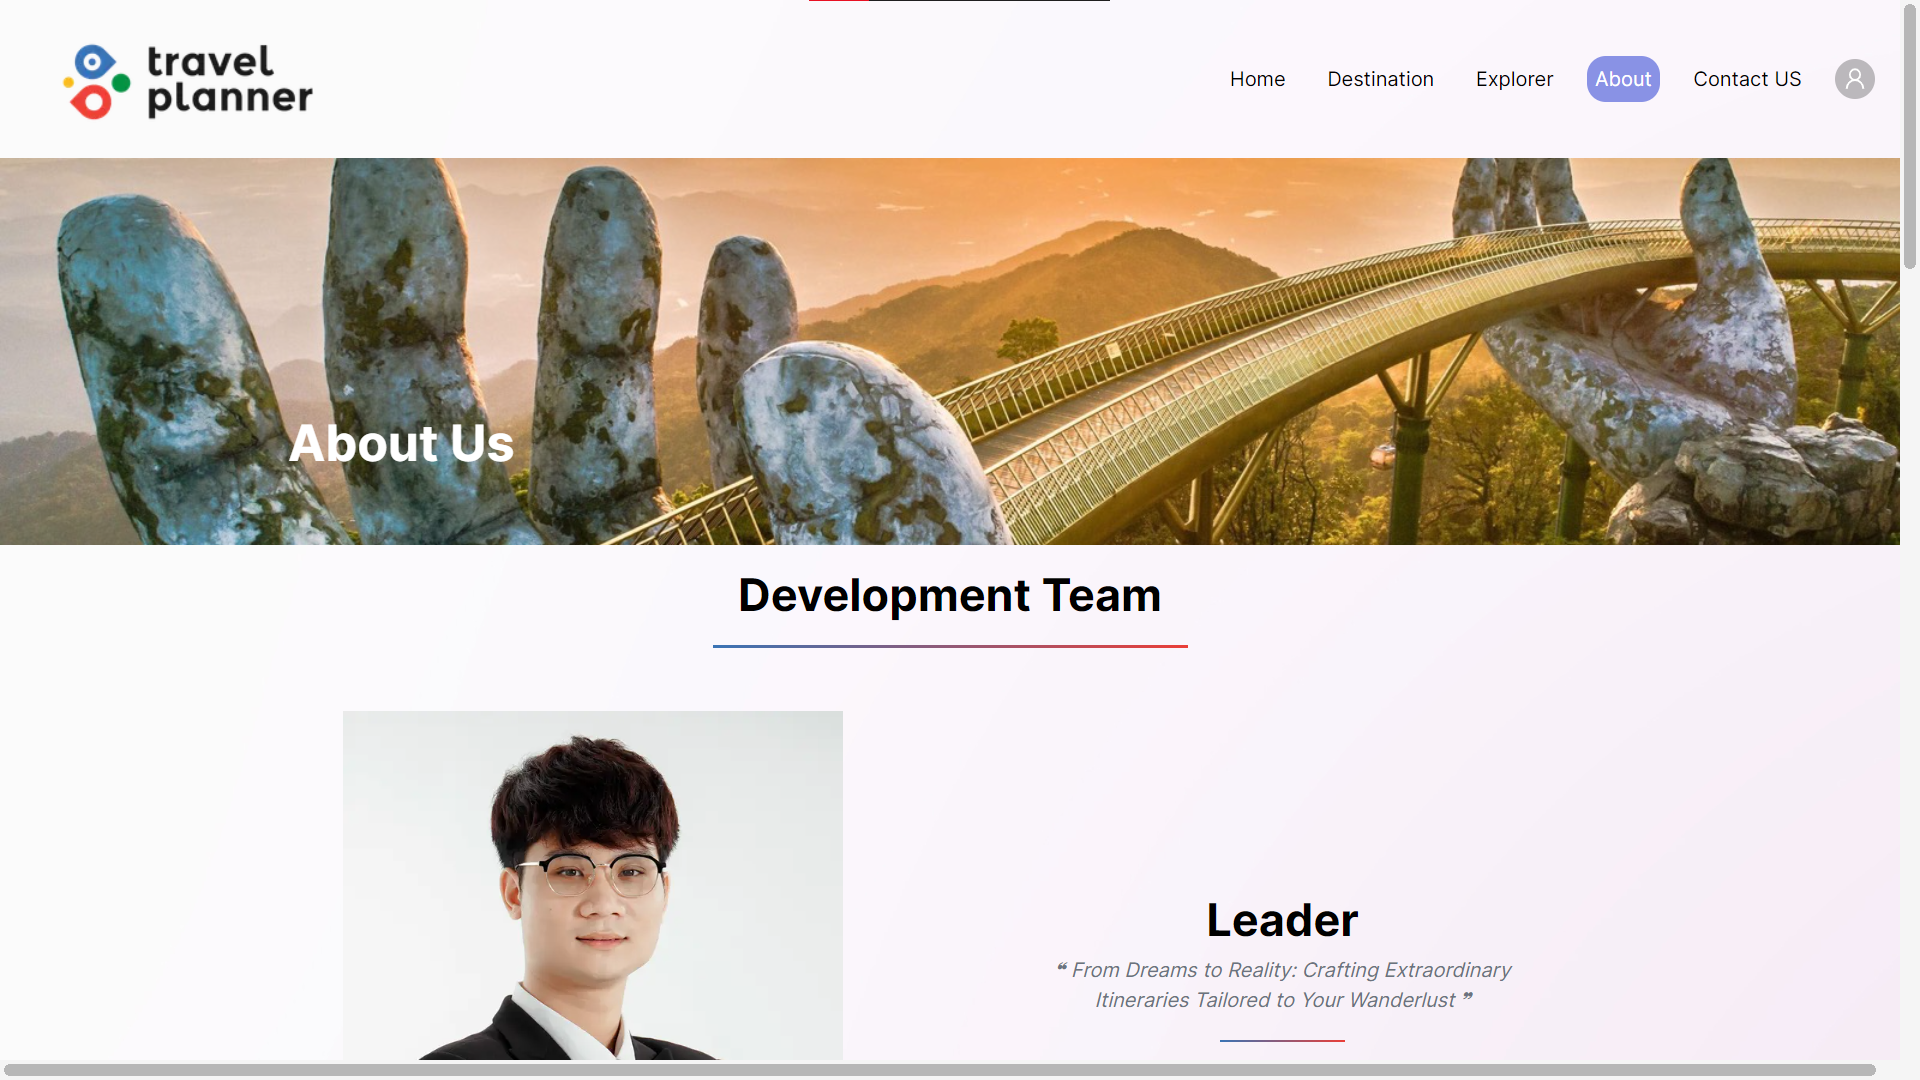 travel
planner
Home Destination Explorer About Contact US
About Us
Development Team
Leader
❝ From Dreams to Reality: Crafting Extraordinary
Itineraries Tailored to Your Wanderlust ❞